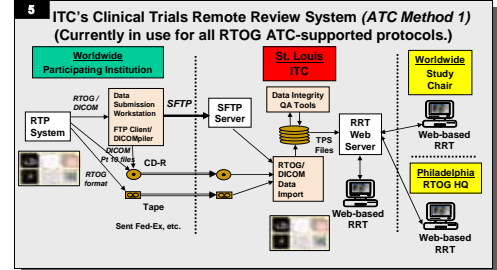 5
ITC's Clinical Trials Remote Review System (ATC Method 1)
(Currently in use for all RTOG ATC-supported protocols.)
Worldwide
Participating Institution
St. Louis
ITC
Worldwide
Study
Chair
RTP
System
RTOG /
DICOM
Data
Submission
Workstation
FTP Client/
DICOMpiler
SFTP
SFTP
Server
Data Integrity
QA Tools
DICOM
Pt 10 files
CD-R
RTOG
format
Tape
Sent Fed-Ex, etc.
RTOG/
DICOM
Data
Import
TPS
Files
RRT
Web
Server
Web-based
RRT
Web-based
RRT
Philadelphia
RTOG HQ
Web-based
RRT